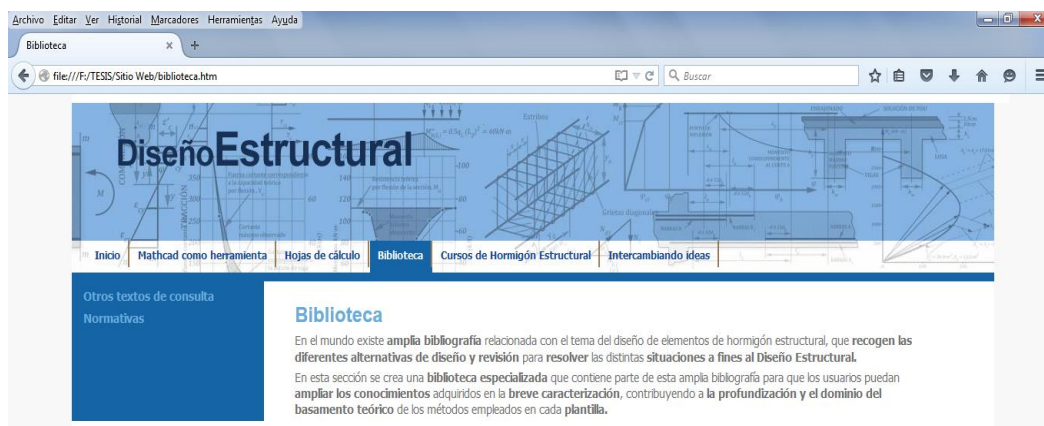 Archivo Editar Ver Historial Marcadores Herramientas Ayuda
Biblioteca
file:///F:/TESIS/Sitio Web/biblioteca.htm
Buscar
DiseñoEstructural
Estribos
Grietas diagonales
Inicio Mathcad como herramienta Hojas de cálculo Biblioteca Cursos de Hormigón Estructural Intercambiando ideas
Otros textos de consulta
Normativas
Biblioteca
En el mundo existe amplia bibliografía relacionada con el tema del diseño de elementos de hormigón estructural, que recogen las
diferentes alternativas de diseño y revisión para resolver las distintas situaciones a fines al Diseño Estructural.
En esta sección se crea una biblioteca especializada que contiene parte de esta amplia bibliografía para que los usuarios puedan
ampliar los conocimientos adquiridos en la breve caracterización, contribuyendo a la profundización y el dominio del
basamento teórico de los métodos empleados en cada plantilla.